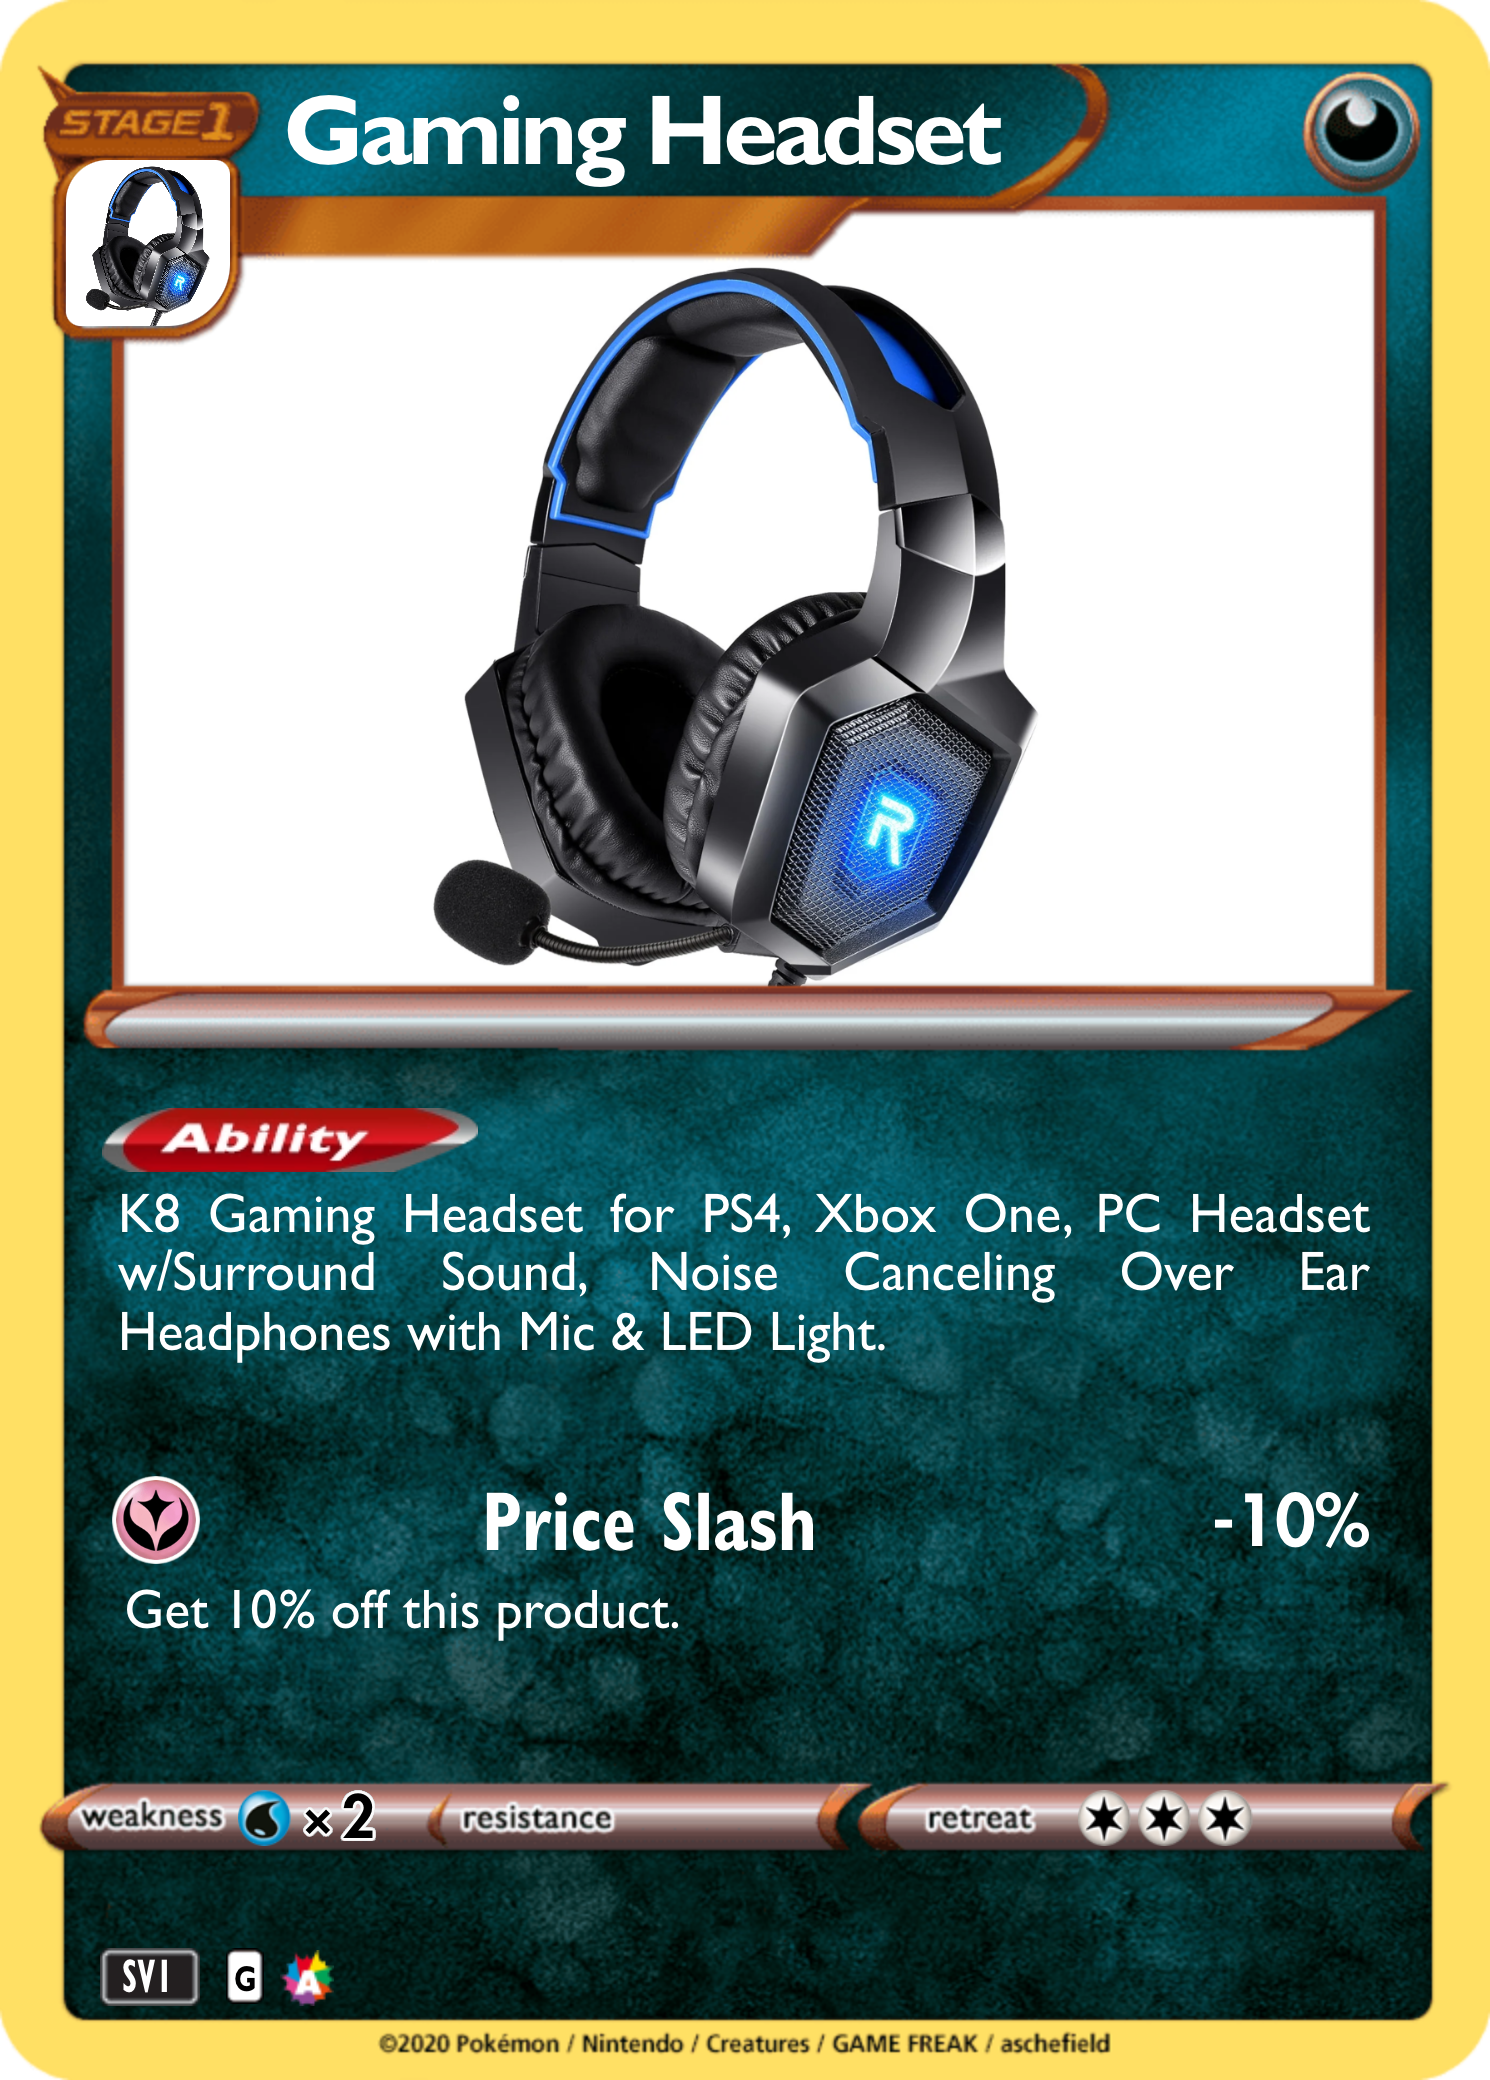 STAGE1
Gaming Headset
R
R
Ability
K8 Gaming Headset for PS4, Xbox One, PC Headset
w/Surround Sound, Noise Canceling Over Ear
Headphones with Mic & LED Light.
Price Slash -10%
Get 10% off this product.
weakness ×2 resistance retreat
SV1 G A
©2020 Pokémon / Nintendo / Creatures / GAME FREAK / aschefield